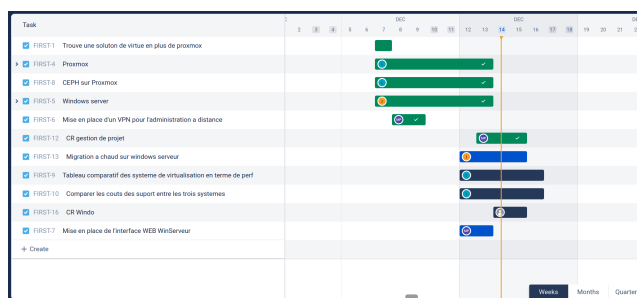 Task
DEC
DEC
2 3 4 5 6 7 8 9 10 11 12 13 14 15 16 17 18 19 20 21
FIRST-1 Trouve une soluton de virtue en plus de proxmox
FIRST-4 Proxmox
FIRST-8 CEPH sur Proxmox
FIRST-5 Windows server
FIRST-6 Mise en place d'un VPN pour l'administration a distance
FIRST-12 CR gestion de projet
FIRST-13 Migration a chaud sur windows serveur
FIRST-9 Tableau comparatif des systeme de virtualisation en terme de perf
FIRST-10 Comparer les couts des suport entre les trois systemes
FIRST-16 CR Windo
FIRST-7 Mise en place de l'interface WEB WinServeur
+ Create
Weeks Months Quarter